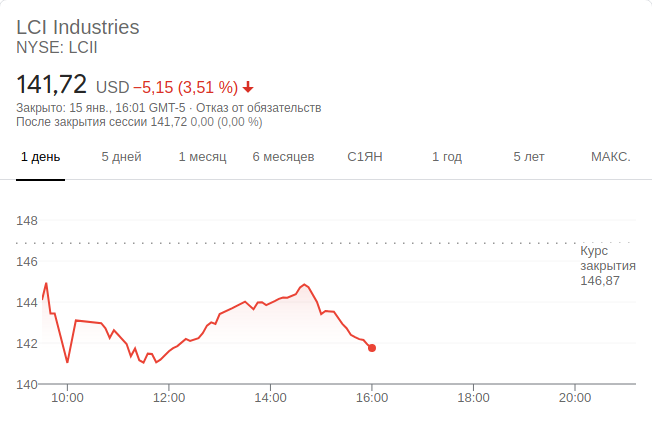 LCI Industries
NYSE: LCII
141,72 USD −5,15 (3,51 %)
Закрыто: 15 янв., 16:01 GMT-5 · Отказ от обязательств
После закрытия сессии 141,72 0,00 (0,00 %)
1 день 5 дней 1 месяц 6 месяцев С1ЯН 1 год 5 лет МАКС.
148
Курс
закрытия
146,87
146
144
142
140
10:00 12:00 14:00 16:00 18:00 20:00